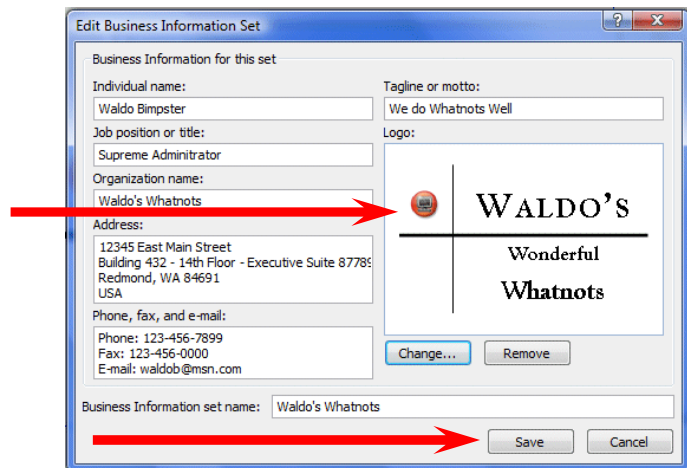 Edit Business Information Set
Business Information for this set
Individual name:
Waldo Bimpster
Job position or title:
Supreme Adminitrator
Organization name:
Waldo's Whatnots
Address:
12345 East Main Street
Building 432 - 14th Floor - Executive Suite 87789
Redmond, WA 84691
USA
Phone, fax, and e-mail:
Phone: 123-456-7899
Fax: 123-456-0000
E-mail: waldob@msn.com
Tagline or motto:
We do Whatnots Well
Logo:
WALDO'S
Wonderful
Whatnots
Change...
Remove
Business Information set name:
Waldo's Whatnots
Save
Cancel